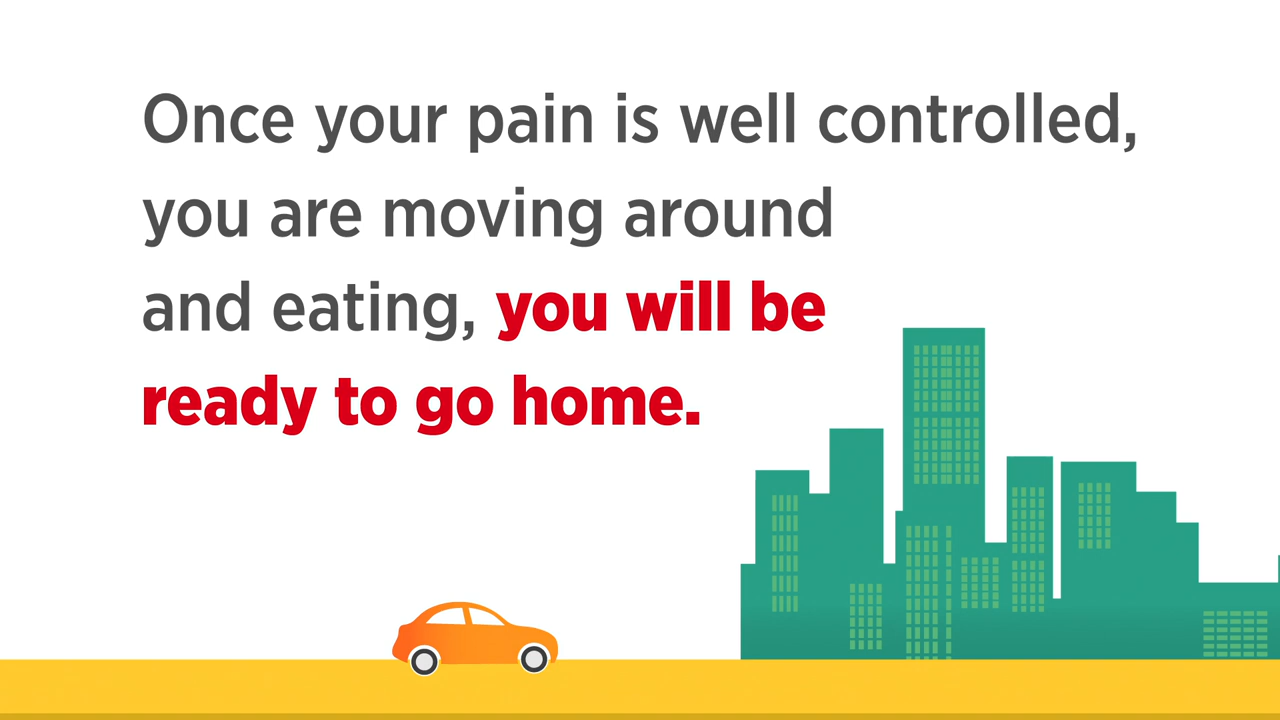 Once your pain is well controlled,
you are moving around
and eating, you will be
ready to go home.